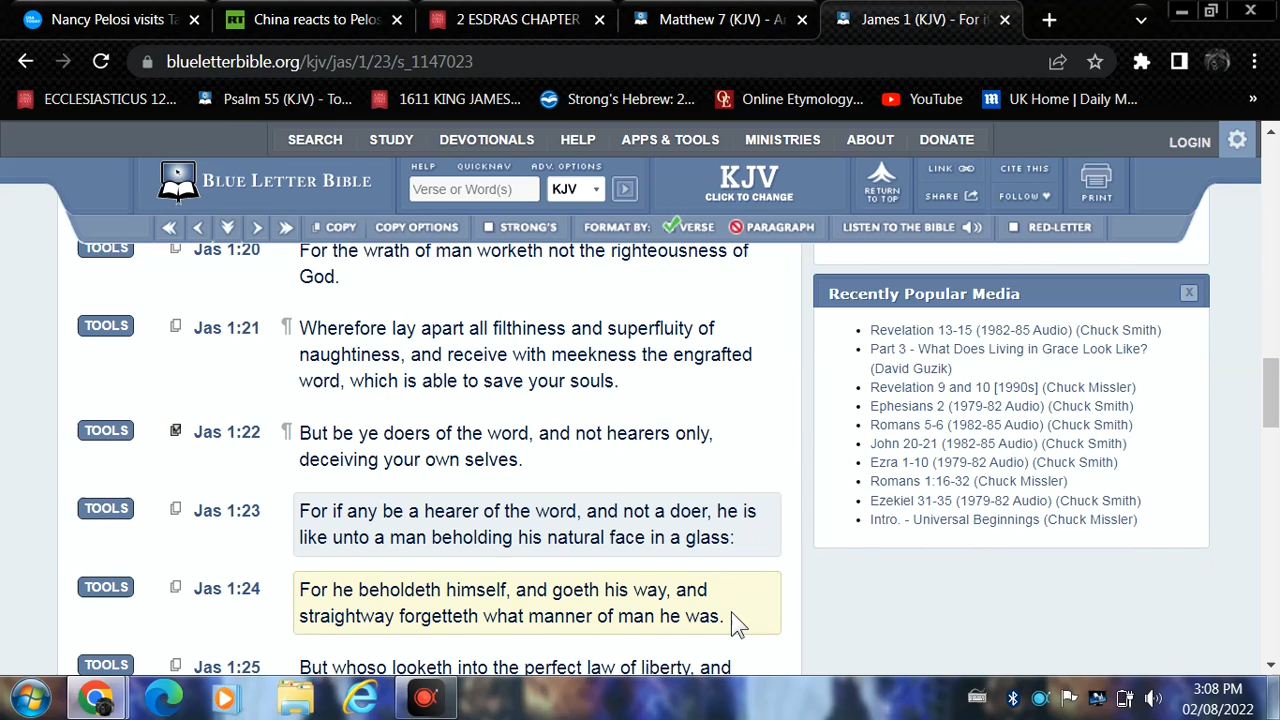 Nancy Pelosi visits Ta
China reacts to Pelos
2 ESDRAS CHAPTER
Matthew 7 (KJV) - A
James 1 (KJV) - For i
blueletterbible.org/kjv/jas/1/23/s_1147023
ECCLESIASTICUS 12...
Psalm 55 (KJV) - To...
1611 KING JAMES...
Strong's Hebrew: 2...
Online Etymology...
YouTube
UK Home | Daily M...
SEARCH STUDY DEVOTIONALS HELP APPS & TOOLS MINISTRIES ABOUT DONATE LOGIN
BLUE LETTER BIBLE
HELP QUICKNAV ADV. OPTIONS
Verse or Word(s) KJV
KJV
CLICK TO CHANGE
RETURN
TO TOP
LINK CITE THIS
SHARE FOLLOW
PRINT
COPY COPY OPTIONS STRONG'S FORMAT BY: VERSE PARAGRAPH LISTEN TO THE BIBLE RED-LETTER
TOOLS Jas 1:20 For the wrath of man worketh not the righteousness of
God.
TOOLS Jas 1:21 ¶ Wherefore lay apart all filthiness and superfluity of
naughtiness, and receive with meekness the engrafted
word, which is able to save your souls.
TOOLS Jas 1:22 ¶ But be ye doers of the word, and not hearers only,
deceiving your own selves.
TOOLS Jas 1:23 For if any be a hearer of the word, and not a doer, he is
like unto a man beholding his natural face in a glass:
TOOLS Jas 1:24 For he beholdeth himself, and goeth his way, and
straightway forgetteth what manner of man he was.
TOOLS Jas 1:25 But whoso looketh into the perfect law of liberty, and
Recently Popular Media
X
Revelation 13-15 (1982-85 Audio) (Chuck Smith)
Part 3 - What Does Living in Grace Look Like?
(David Guzik)
Revelation 9 and 10 [1990s] (Chuck Missler)
Ephesians 2 (1979-82 Audio) (Chuck Smith)
Romans 5-6 (1982-85 Audio) (Chuck Smith)
John 20-21 (1982-85 Audio) (Chuck Smith)
Ezra 1-10 (1979-82 Audio) (Chuck Smith)
Romans 1:16-32 (Chuck Missler)
Ezekiel 31-35 (1979-82 Audio) (Chuck Smith)
Intro. - Universal Beginnings (Chuck Missler)
3:08 PM
02/08/2022